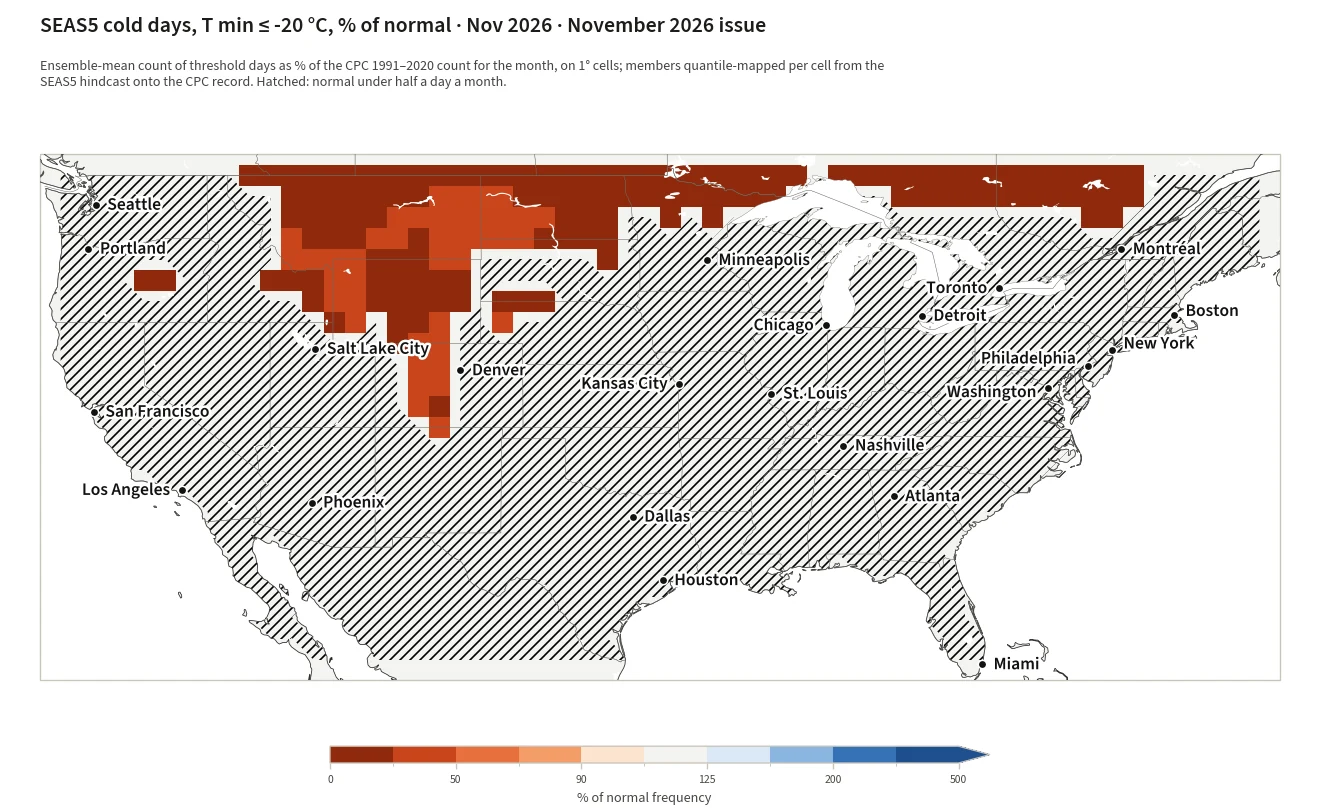 SEAS5 cold days, T min ≤ -20 °C, % of normal · Nov 2026 · November 2026 issue
Ensemble-mean count of threshold days as % of the CPC 1991–2020 count for the month, on 1° cells; members quantile-mapped per cell from the
SEAS5 hindcast onto the CPC record. Hatched: normal under half a day a month.
Seattle
Portland
Montréal
Minneapolis
Toronto
Boston
Detroit
Chicago
New York
Salt Lake City
Philadelphia
Denver
Kansas City
St. Louis
Washington
San Francisco
Nashville
Los Angeles
Phoenix
Atlanta
Dallas
Houston
Miami
0 50 90 125 200 500
% of normal frequency